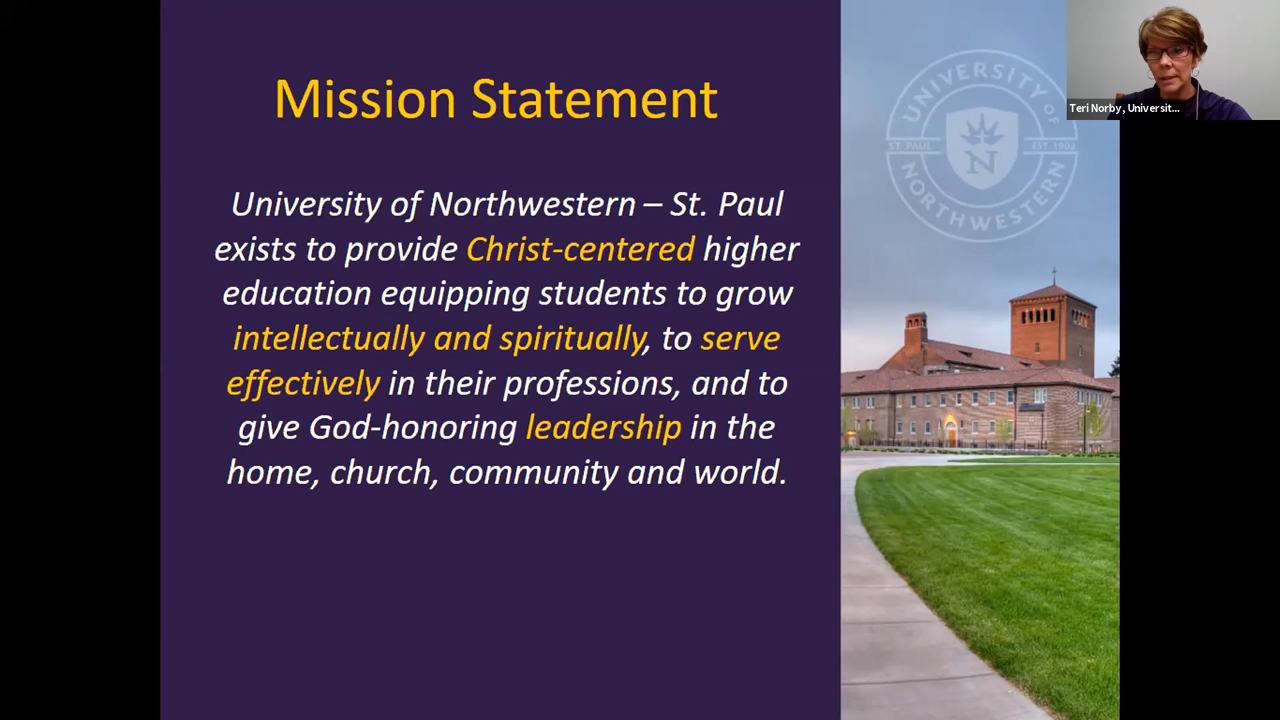 Mission Statement
University of Northwestern – St. Paul
exists to provide Christ-centered higher
education equipping students to grow
intellectually and spiritually, to serve
effectively in their professions, and to
give God-honoring leadership in the
home, church, community and world.
UNIVERSITY OF
ST. PAUL
EST. 1902
N
NORTHWESTERN
Teri Norby, Universit...